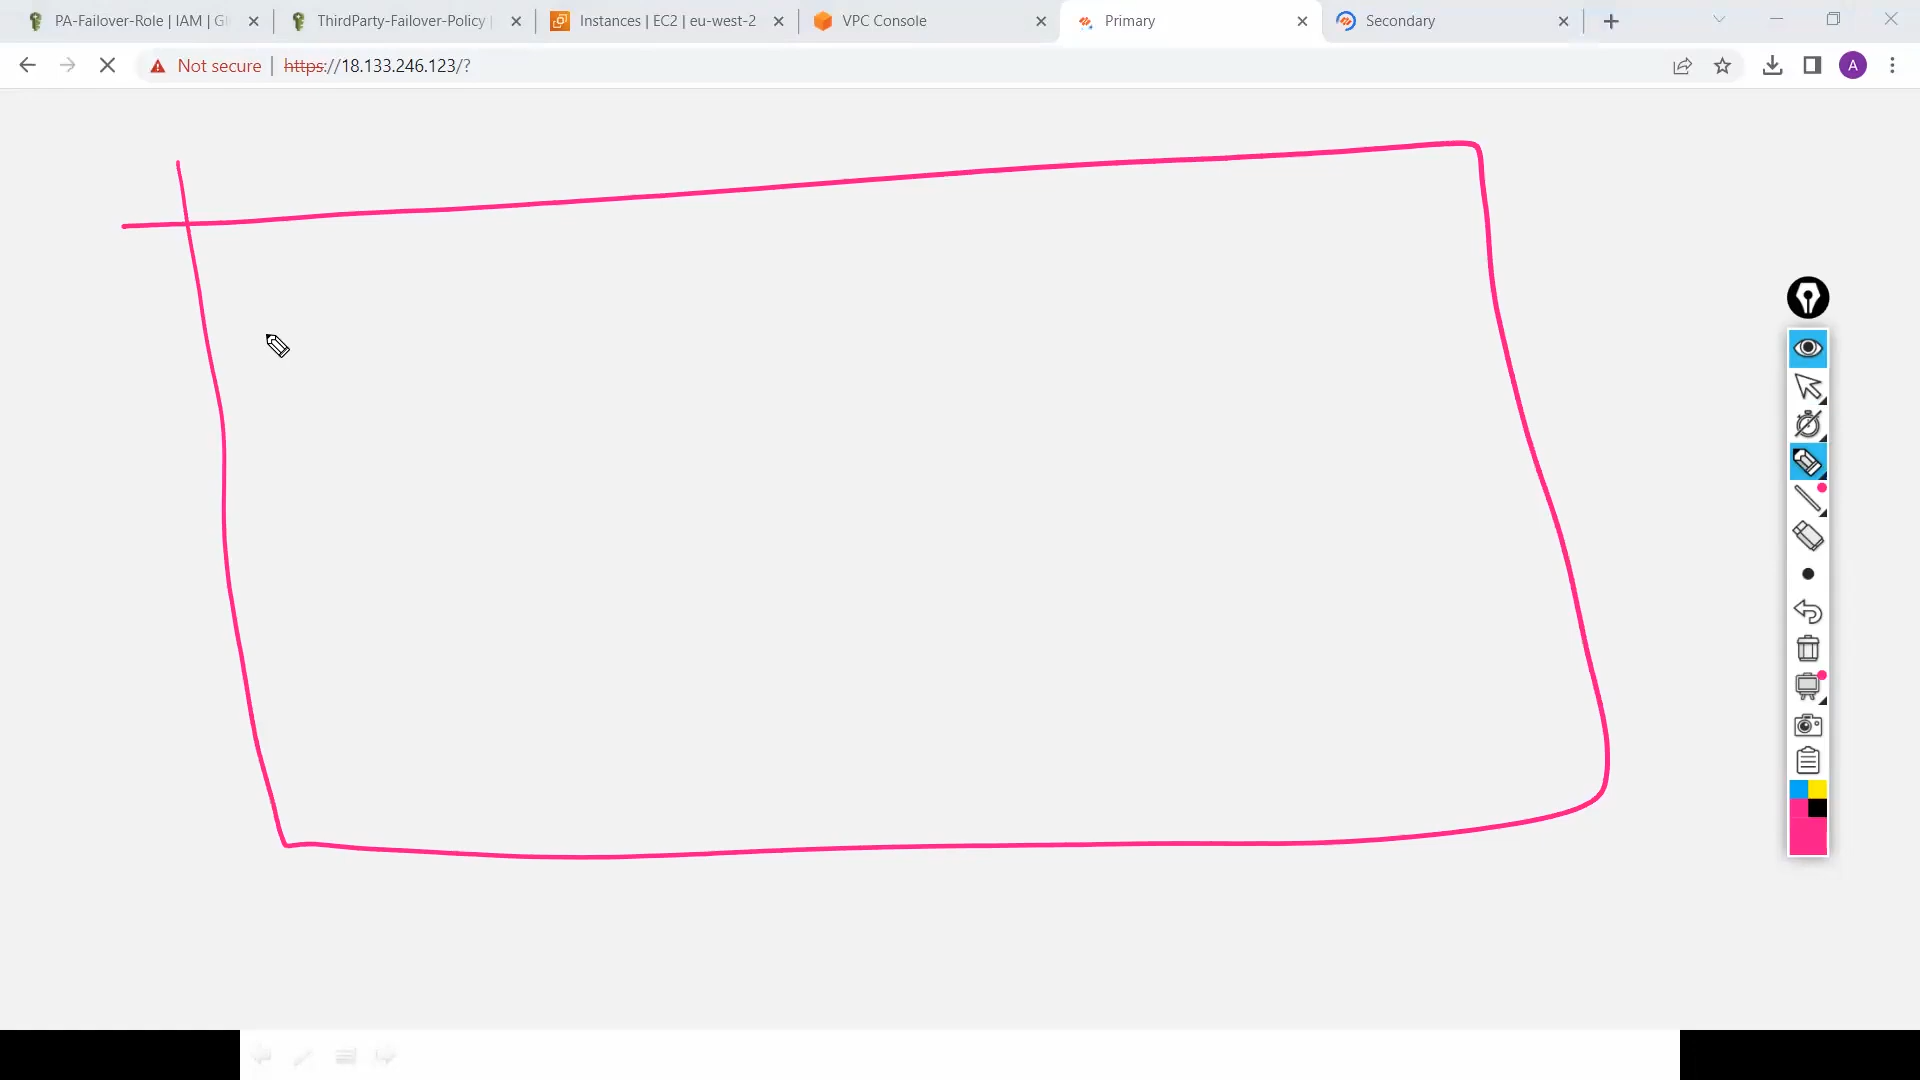 PA-Failover-Role | IAM | Gl
ThirdParty-Failover-Policy |
Instances | EC2 | eu-west-2
VPC Console
Primary
Secondary
Not secure | https://18.133.246.123/?
A